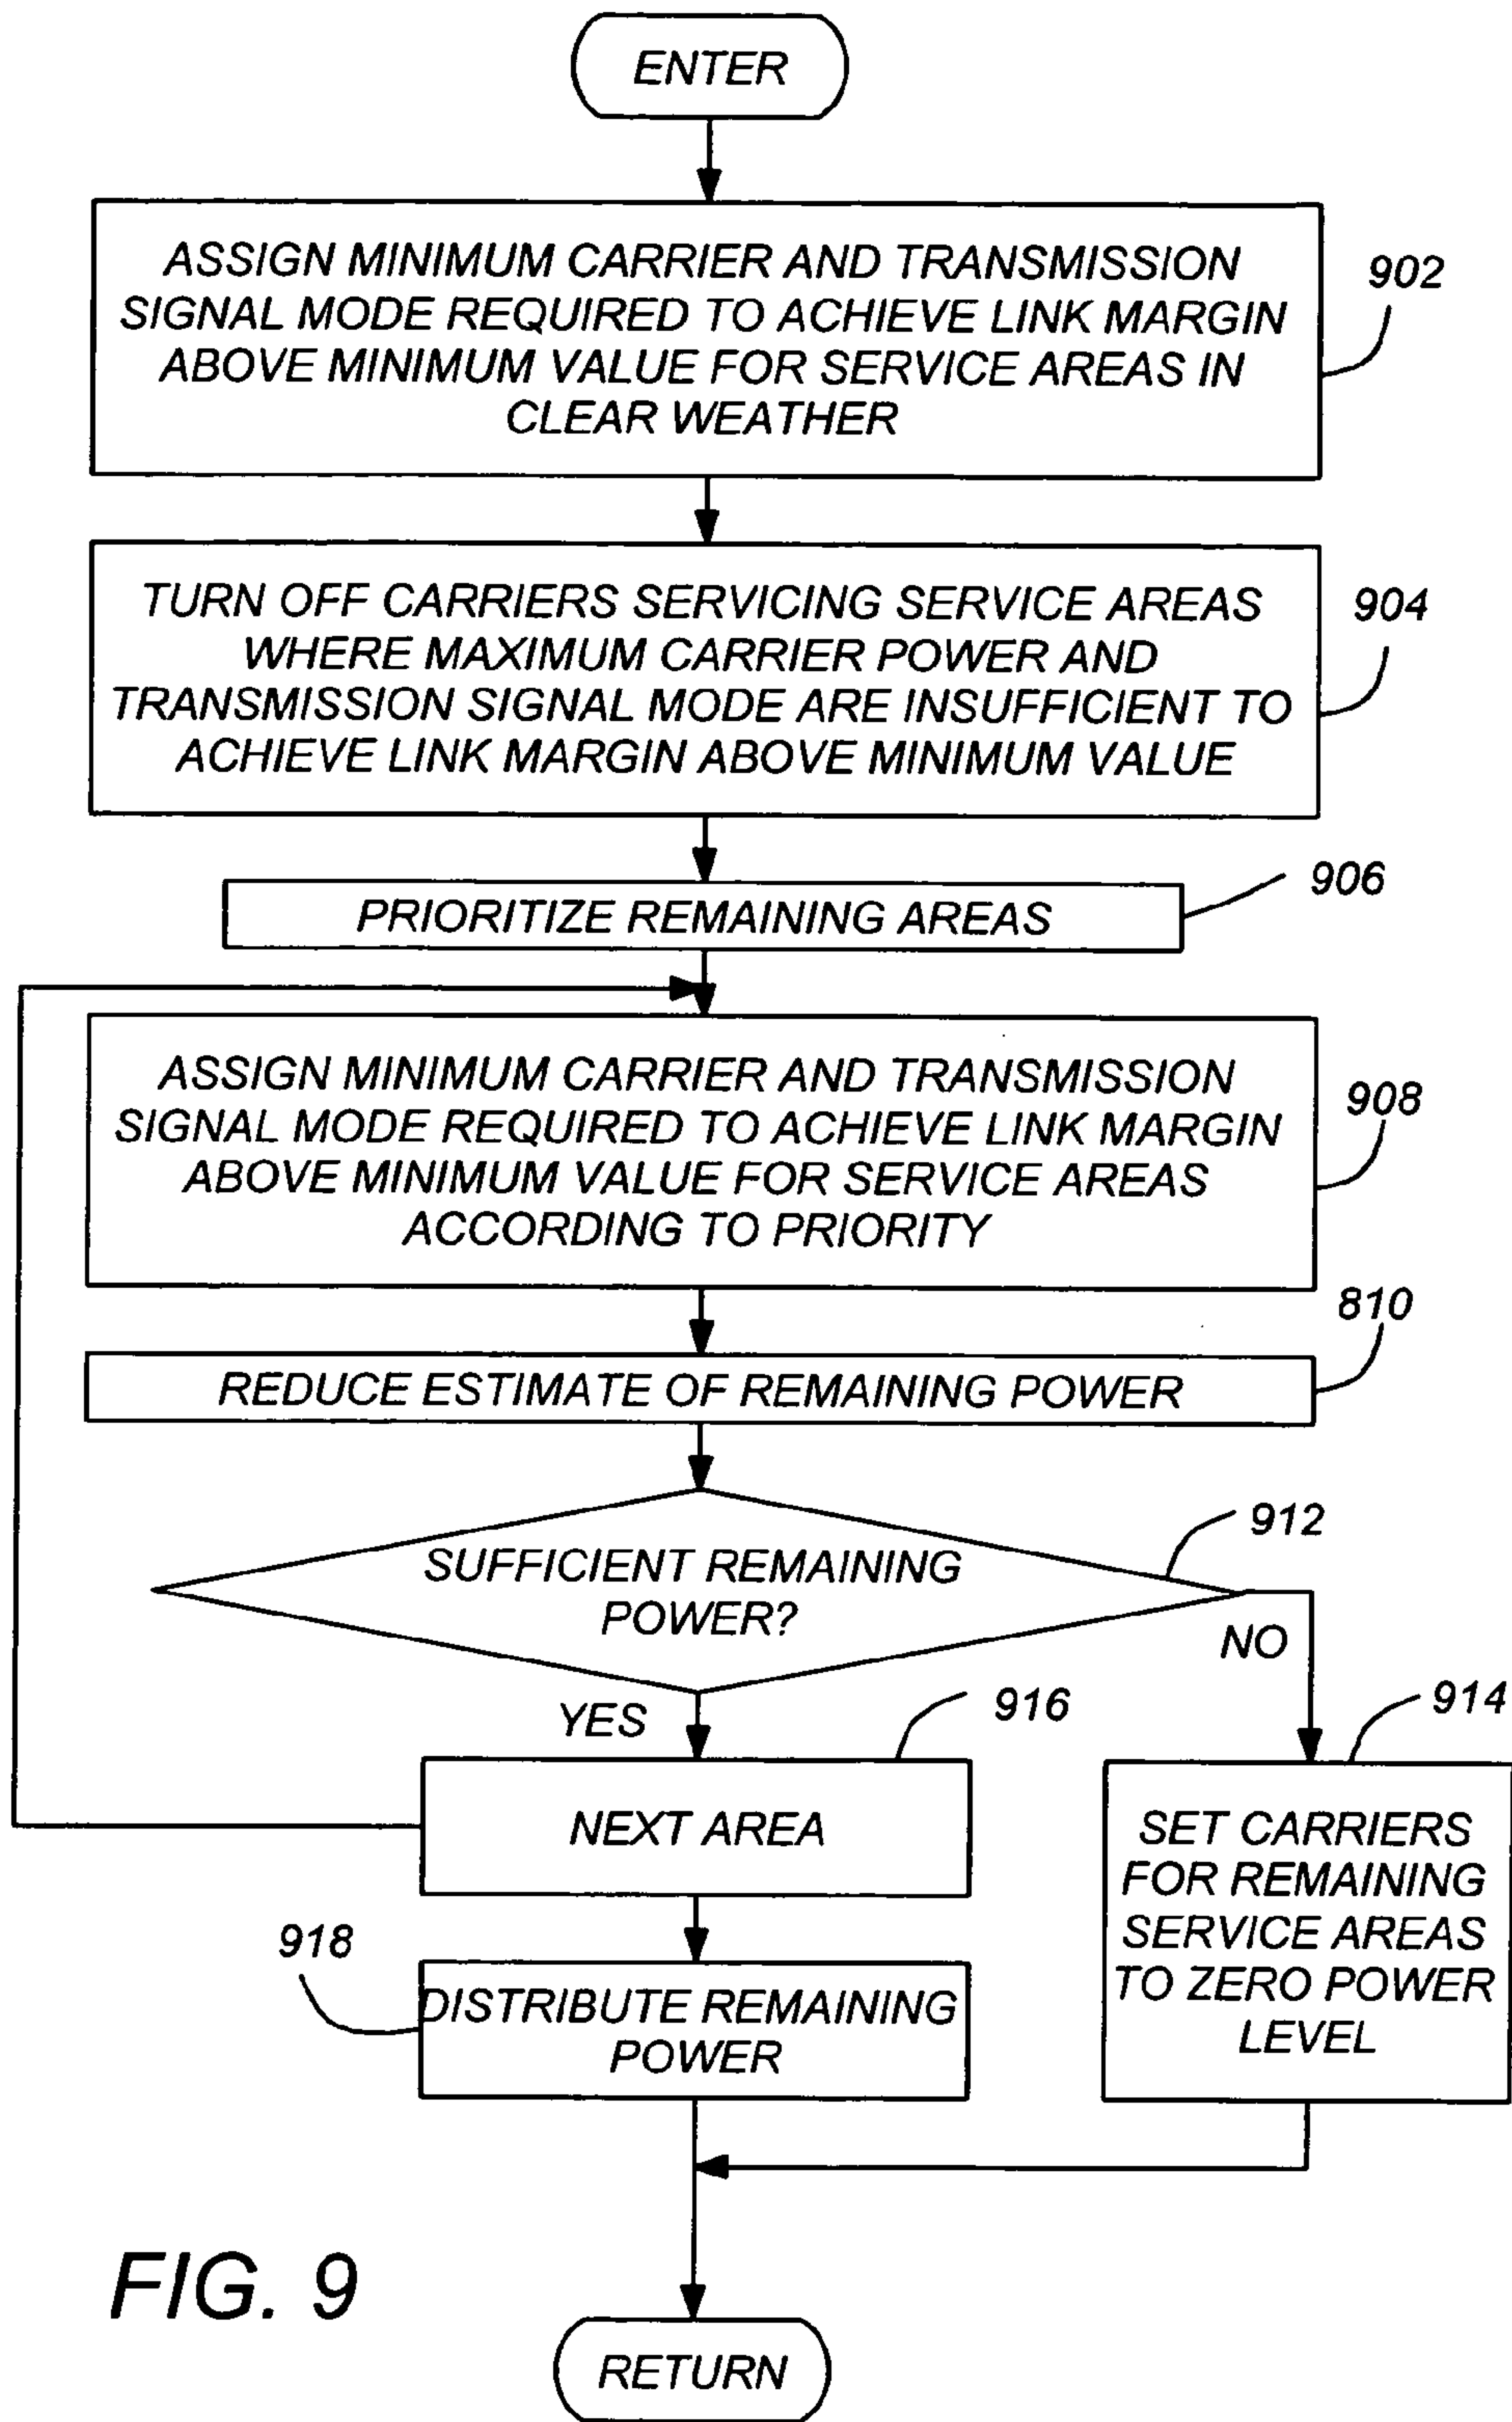 ENTER
ASSIGN MINIMUM CARRIER AND TRANSMISSION
SIGNAL MODE REQUIRED TO ACHIEVE LINK MARGIN
ABOVE MINIMUM VALUE FOR SERVICE AREAS IN
CLEAR WEATHER
902
TURN OFF CARRIERS SERVICING SERVICE AREAS
WHERE MAXIMUM CARRIER POWER AND
TRANSMISSION SIGNAL MODE ARE INSUFFICIENT TO
ACHIEVE LINK MARGIN ABOVE MINIMUM VALUE
904
PRIORITIZE REMAINING AREAS
906
ASSIGN MINIMUM CARRIER AND TRANSMISSION
SIGNAL MODE REQUIRED TO ACHIEVE LINK MARGIN
ABOVE MINIMUM VALUE FOR SERVICE AREAS
ACCORDING TO PRIORITY
908
REDUCE ESTIMATE OF REMAINING POWER
810
SUFFICIENT REMAINING
POWER?
912
NO
YES
916
914
NEXT AREA
SET CARRIERS
FOR REMAINING
SERVICE AREAS
TO ZERO POWER
LEVEL
918
DISTRIBUTE REMAINING
POWER
FIG. 9
RETURN